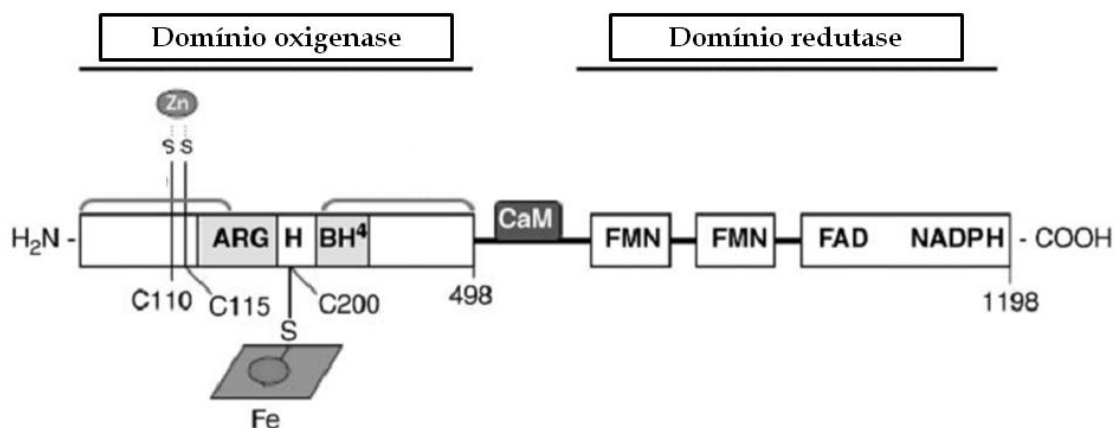 Domínio oxigenase
Domínio redutase
Zn
S S
H₂N - ARG H BH⁴ CaM FMN FMN FAD NADPH - COOH
C110 C115 C200 498 1198
S
Fe